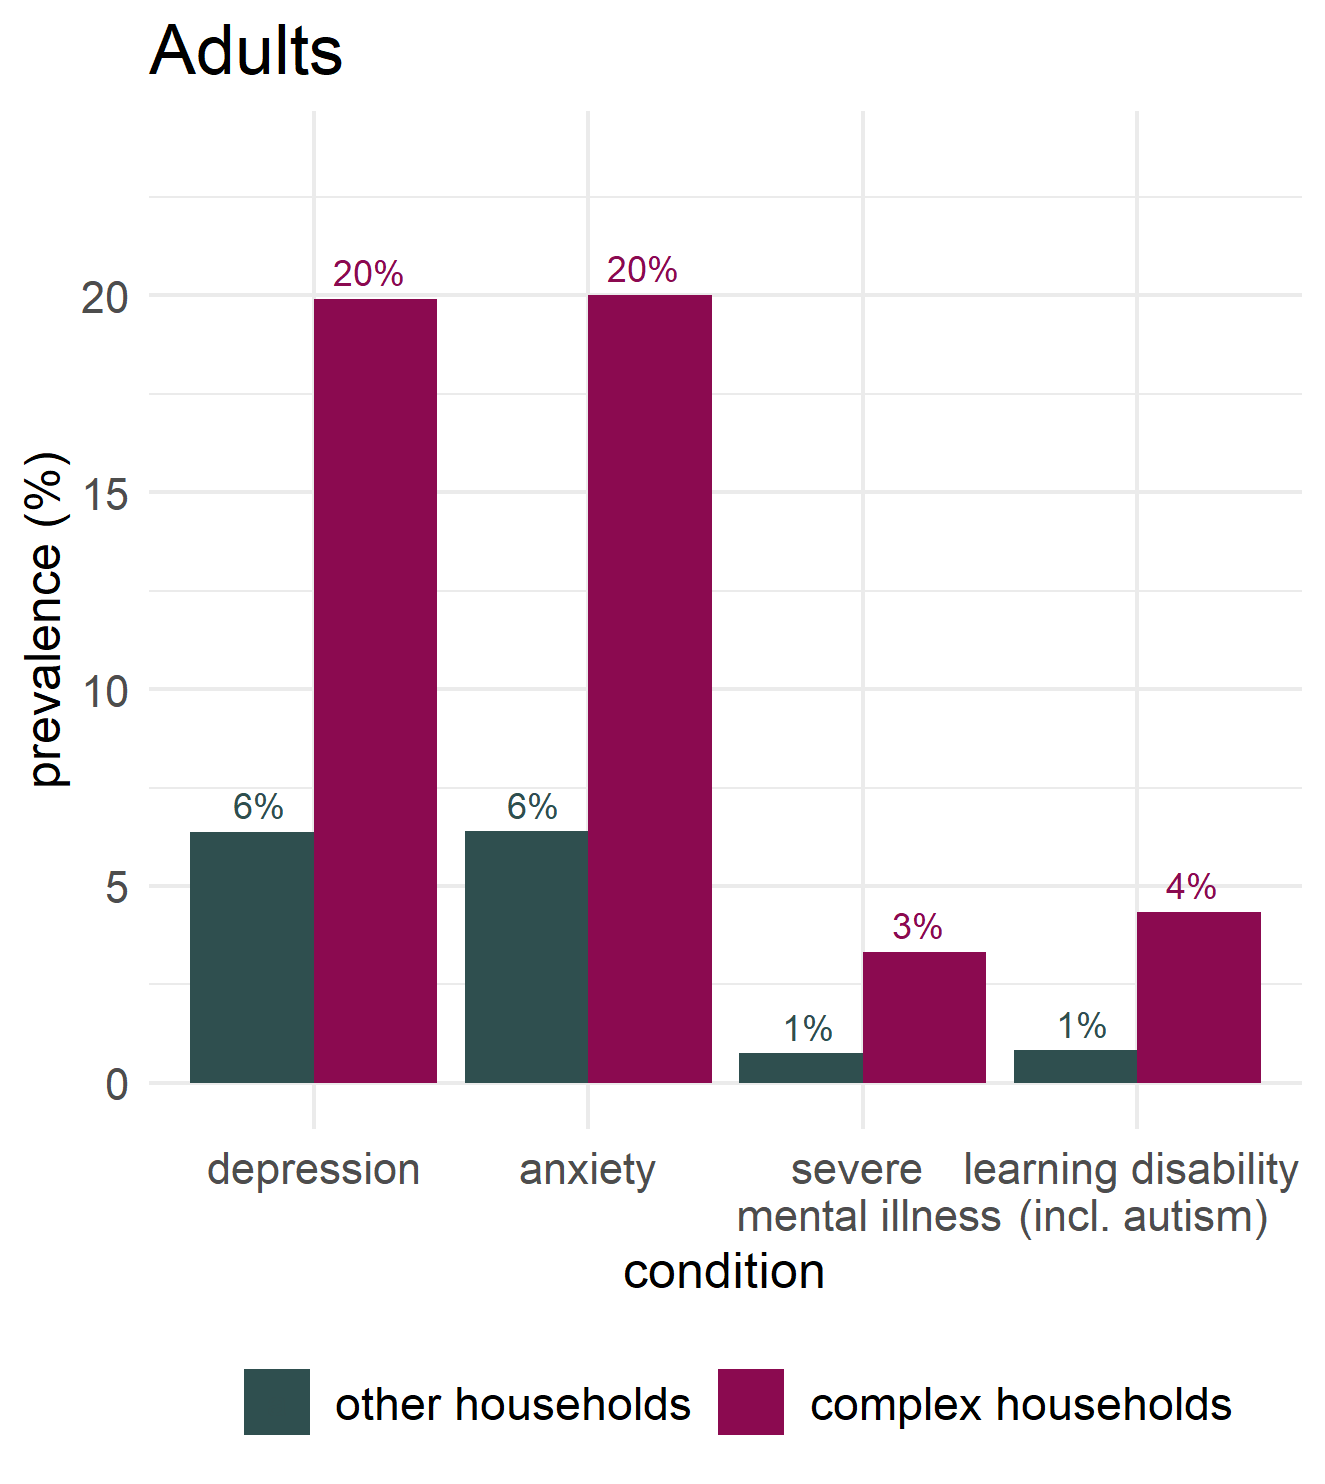 Adults
prevalence (%)
20
15
10
5
0
6%
20%
6%
20%
1%
3%
1%
4%
depression
anxiety
severe
mental illness
learning disability
(incl. autism)
condition
other households
complex households